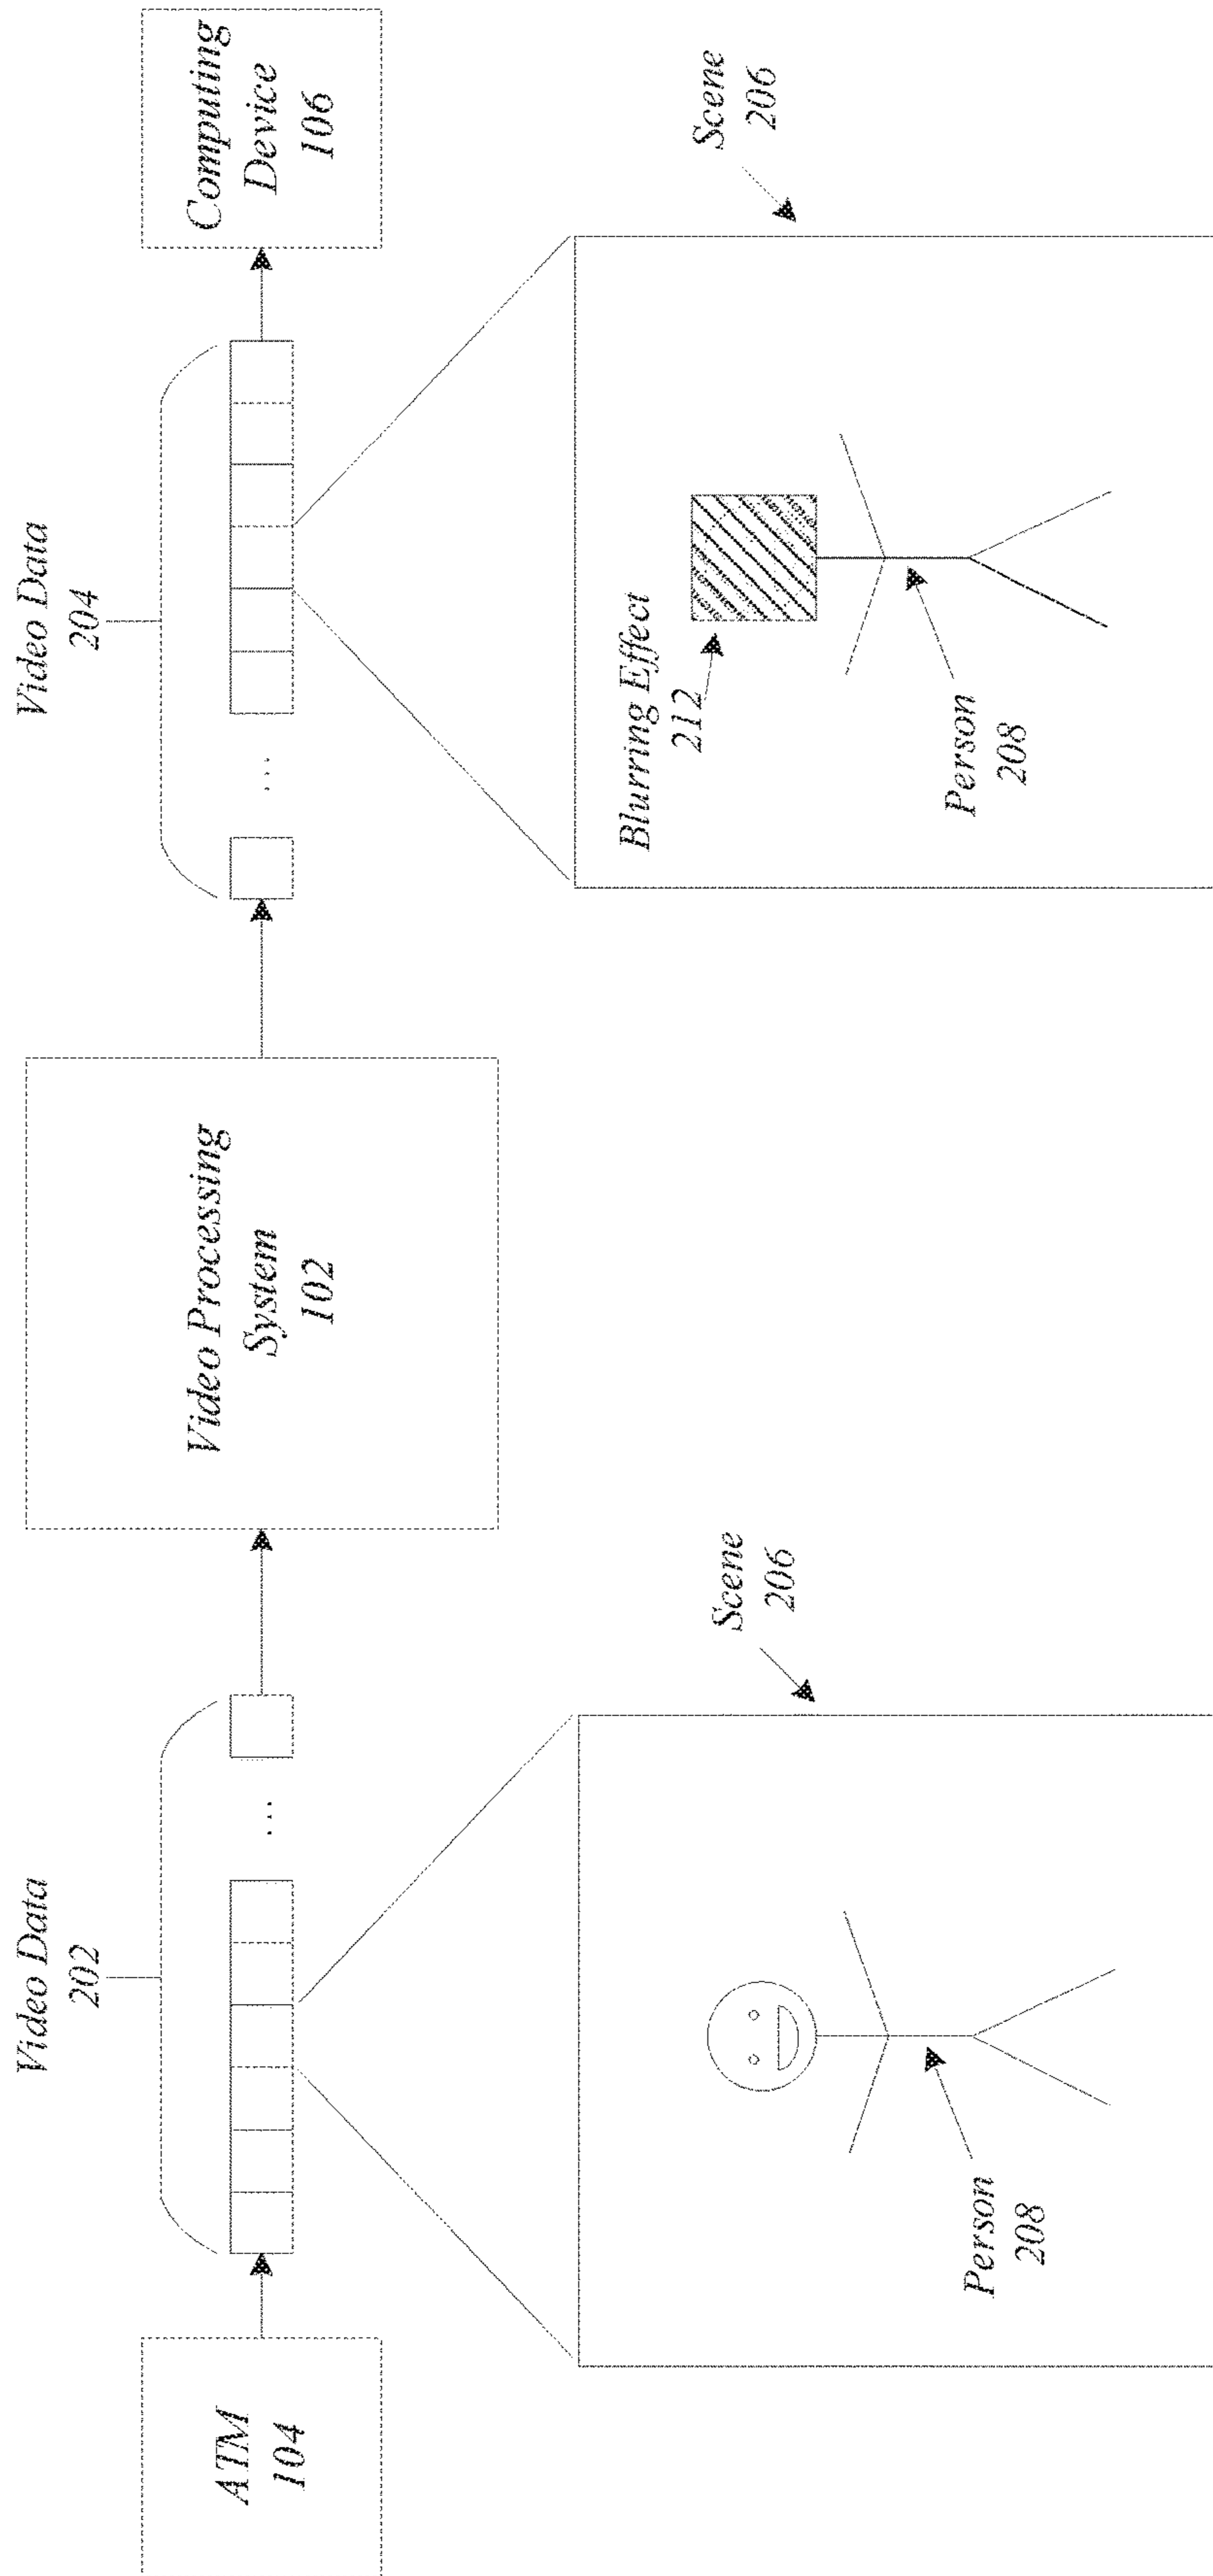 Video Data
202
Video Data
204
ATM
104
Video Processing
System
102
Computing
Device
106
Scene
206
Person
208
Scene
206
Blurring Effect
212
Person
208
...
...